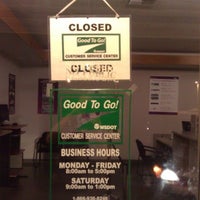 CLOSED
Good To Go!
CUSTOMER SERVICE CENTER
CLOSED
Good To Go!
WSDOT
CUSTOMER SERVICE CENTER
BUSINESS HOURS
MONDAY - FRIDAY
8:00am to 5:00pm
SATURDAY
9:00am to 1:00pm